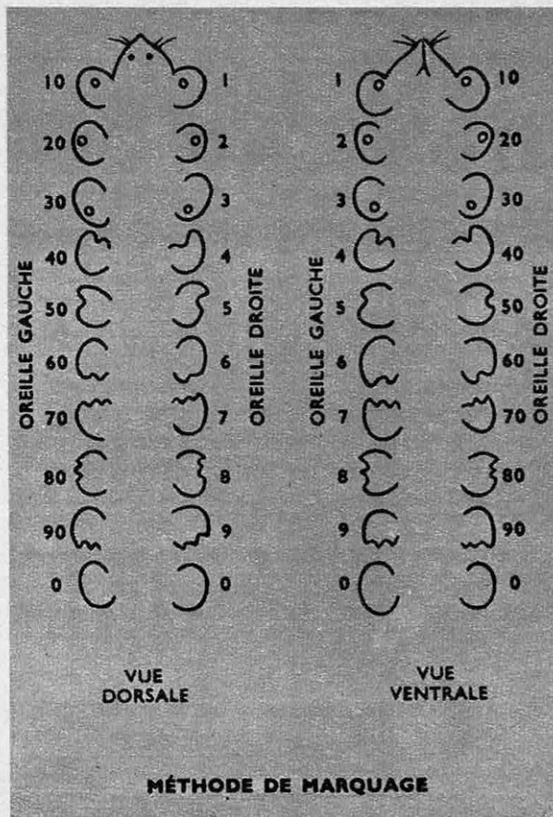 OREILLE GAUCHE
10 1
20 2
30 3
40 4
50 5
60 6
70 7
80 8
90 9
0 0
OREILLE DROITE
VUE
DORSALE
OREILLE GAUCHE
1 10
2 20
3 30
4 40
5 50
6 60
7 70
8 80
9 90
0 0
OREILLE DROITE
VUE
VENTRALE
MÉTHODE DE MARQUAGE